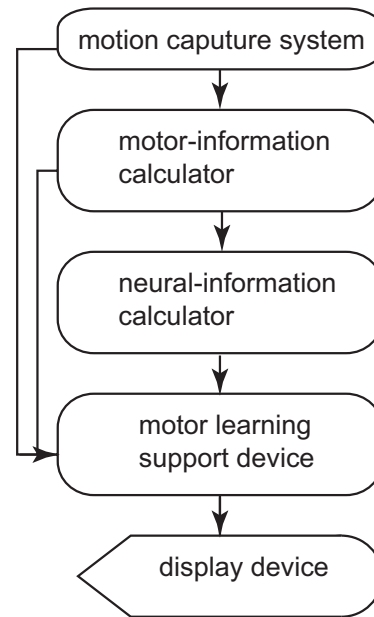 motion caputure system
motor-information
calculator
neural-information
calculator
motor learning
support device
display device